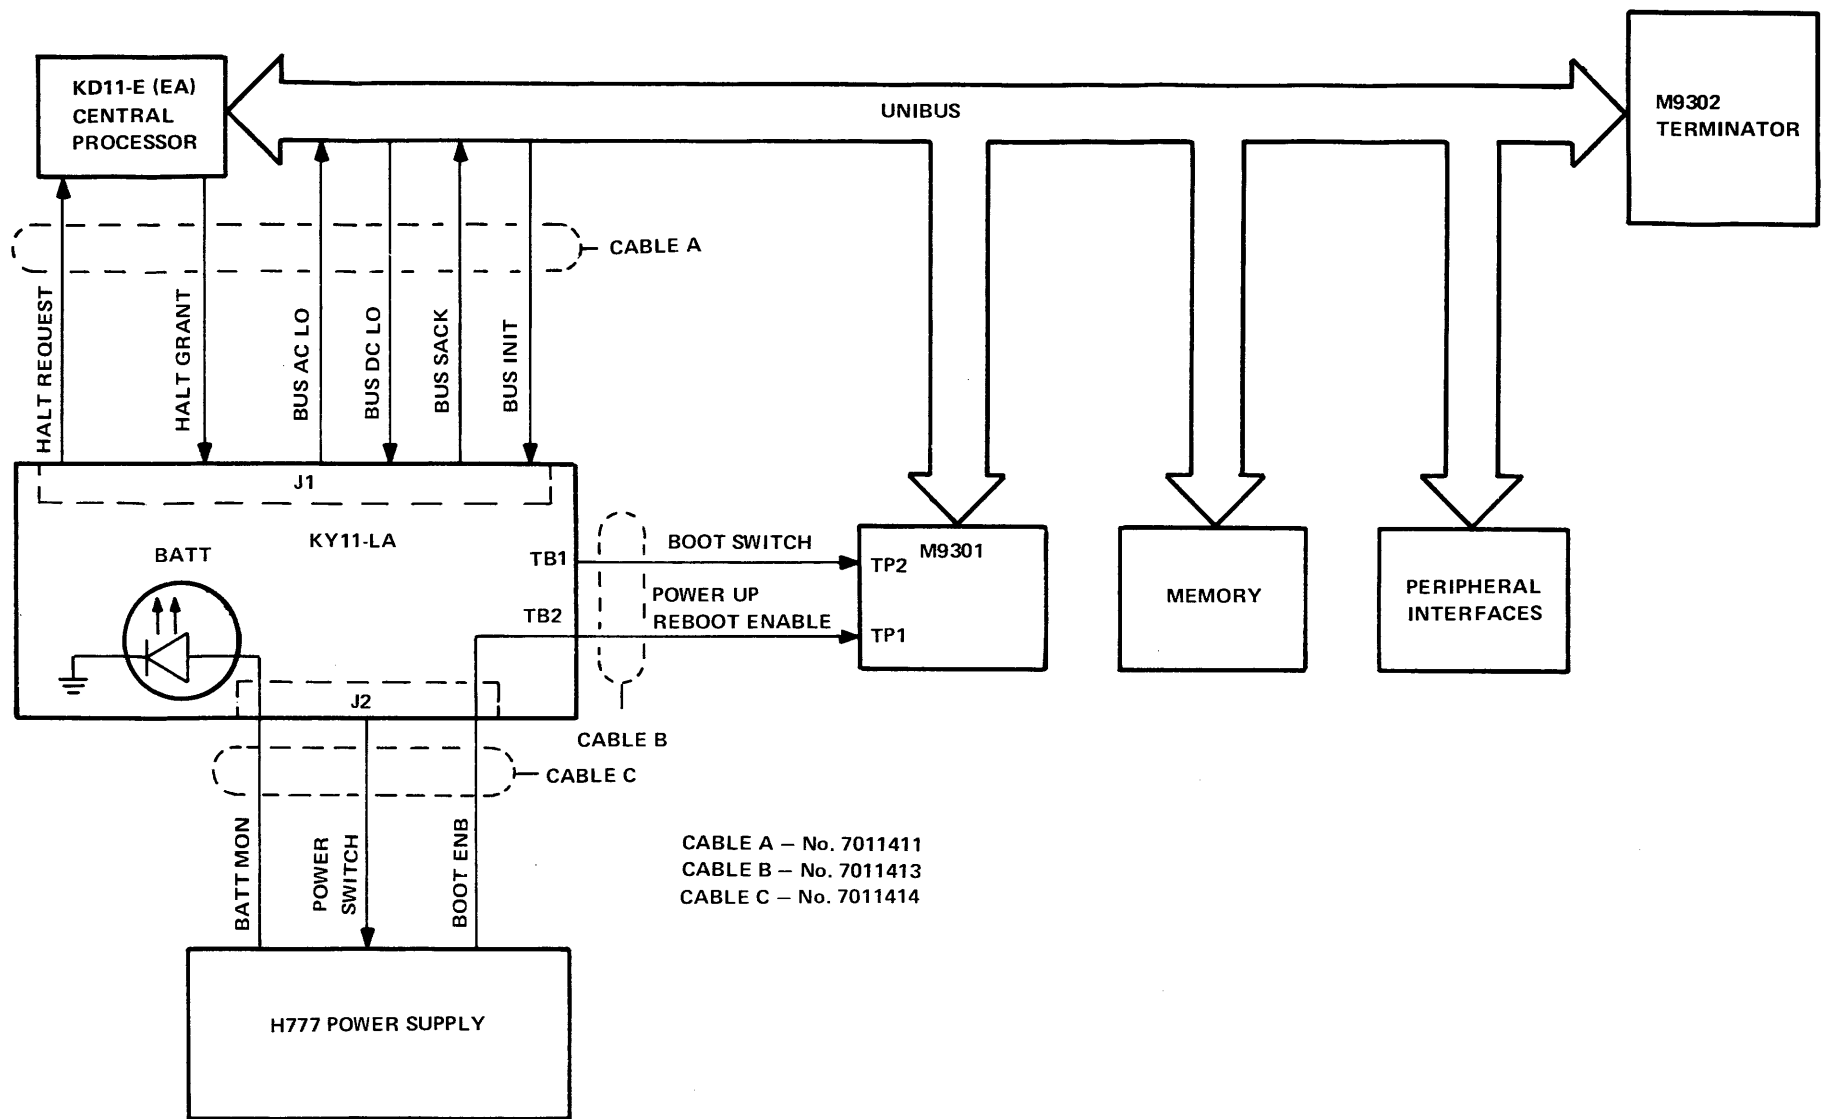 KD11-E (EA)
CENTRAL
PROCESSOR
UNIBUS
M9302
TERMINATOR
CABLE A
HALT REQUEST
HALT GRANT
BUS AC LO
BUS DC LO
BUS SACK
BUS INIT
J1
KY11-LA
BATT
TB1
TB2
J2
BOOT SWITCH
POWER UP
REBOOT ENABLE
M9301
TP2
TP1
MEMORY
PERIPHERAL
INTERFACES
CABLE B
CABLE C
BATT MON
POWER
SWITCH
BOOT ENB
CABLE A – No. 7011411
CABLE B – No. 7011413
CABLE C – No. 7011414
H777 POWER SUPPLY